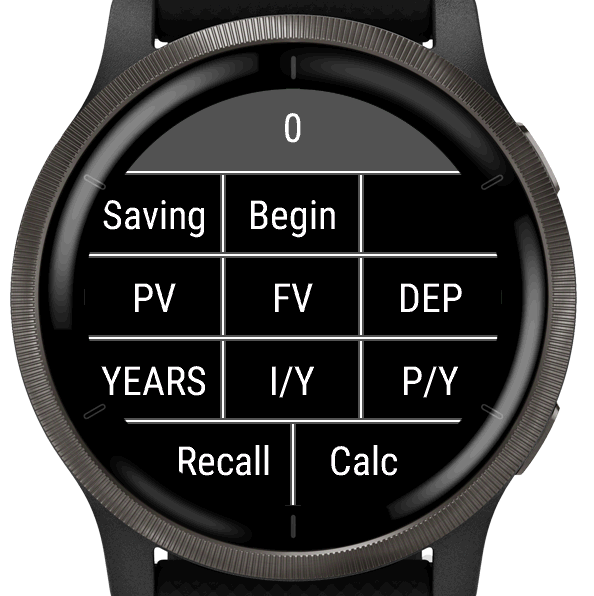 0
Saving Begin
PV FV DEP
YEARS I/Y P/Y
Recall Calc